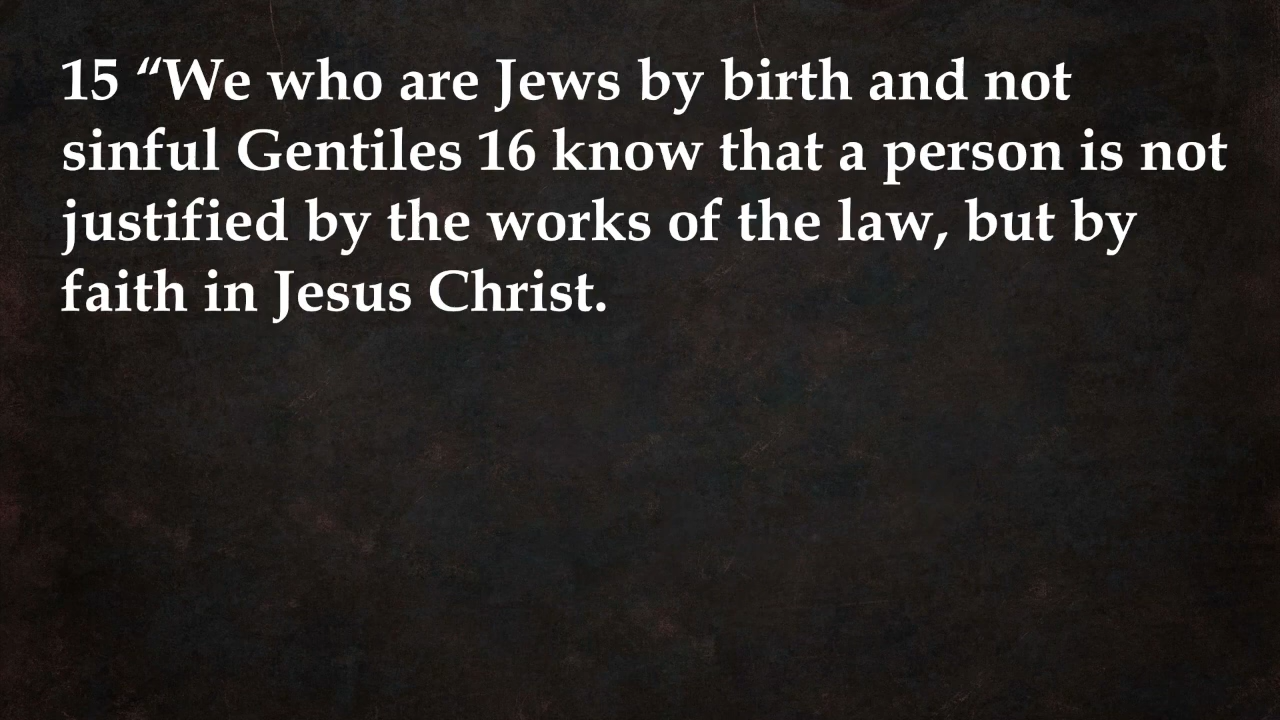 15 “We who are Jews by birth and not
sinful Gentiles 16 know that a person is not
justified by the works of the law, but by
faith in Jesus Christ.